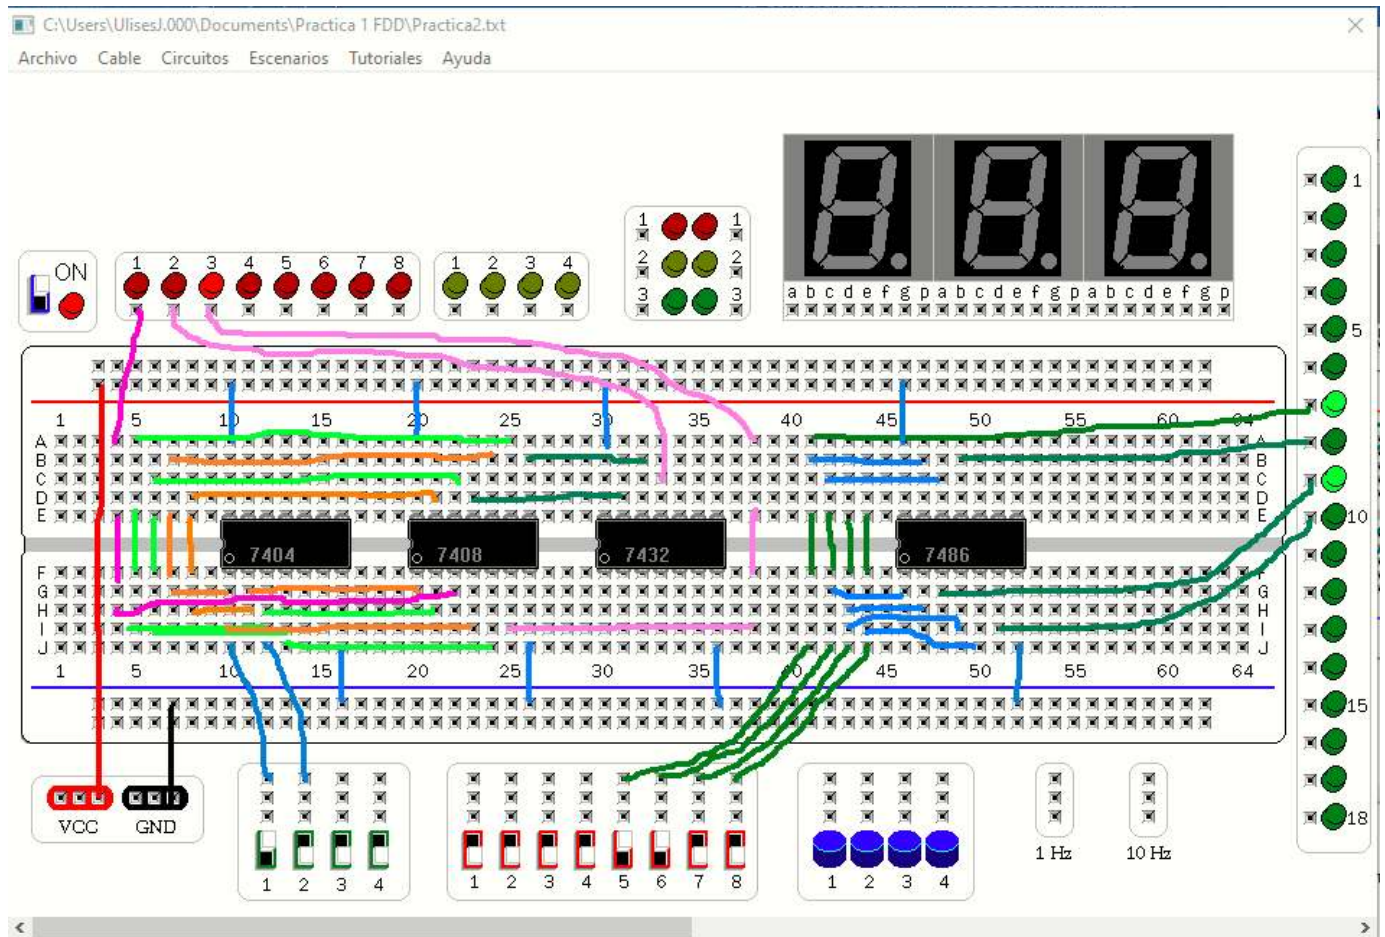 C:\Users\UlisesJ.000\Documents\Practica 1 FDD\Practica2.txt
Archivo Cable Circuitos Escenarios Tutoriales Ayuda
ON
1 2 3 4 5 6 7 8
1 2 3 4
1 1
2 2
3 3
a b c d e f g p a b c d e f g p a b c d e f g p
1
5
10
15
18
1 5 10 15 20 25 30 35 40 45 50 55 60 64
A A
B B
C C
D D
E E
7404 7408 7432 7486
F F
G G
H H
I I
J J
1 5 10 15 20 25 30 35 40 45 50 55 60 64
VCC GND
1 2 3 4
1 2 3 4 5 6 7 8
1 2 3 4
1 Hz
10 Hz